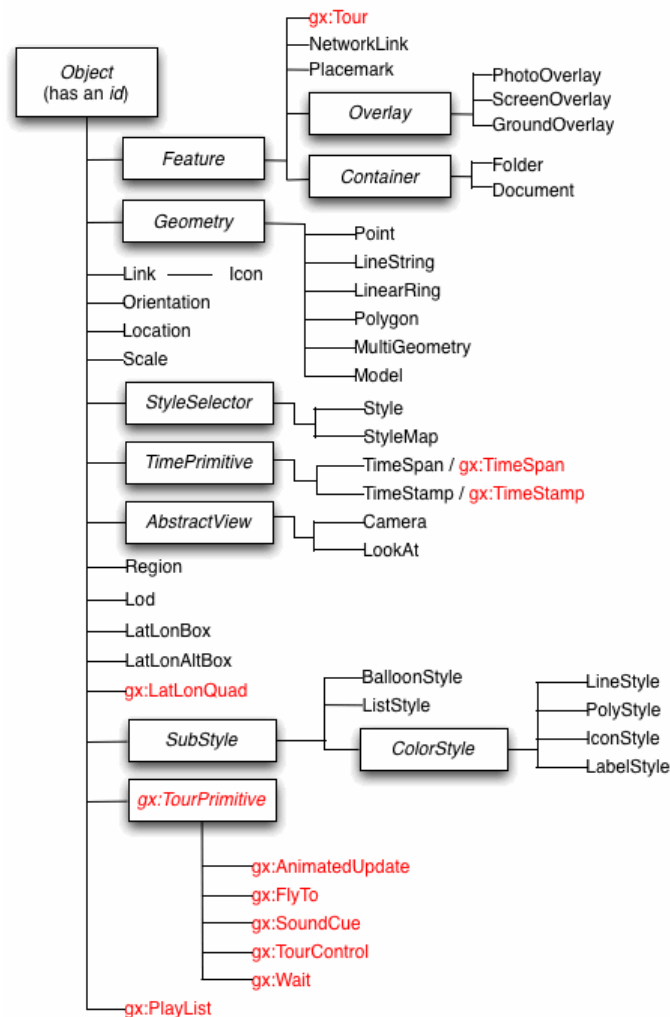 gx:Tour
NetworkLink
Placemark
Object
(has an id)
Overlay
PhotoOverlay
ScreenOverlay
GroundOverlay
Feature
Container
Folder
Document
Geometry
Point
LineString
LinearRing
Polygon
MultiGeometry
Model
Link Icon
Orientation
Location
Scale
StyleSelector
Style
StyleMap
TimePrimitive
TimeSpan / gx:TimeSpan
TimeStamp / gx:TimeStamp
AbstractView
Camera
LookAt
Region
Lod
LatLonBox
LatLonAltBox
gx:LatLonQuad
SubStyle
BalloonStyle
ListStyle
ColorStyle
LineStyle
PolyStyle
IconStyle
LabelStyle
gx:TourPrimitive
gx:AnimatedUpdate
gx:FlyTo
gx:SoundCue
gx:TourControl
gx:Wait
gx:PlayList